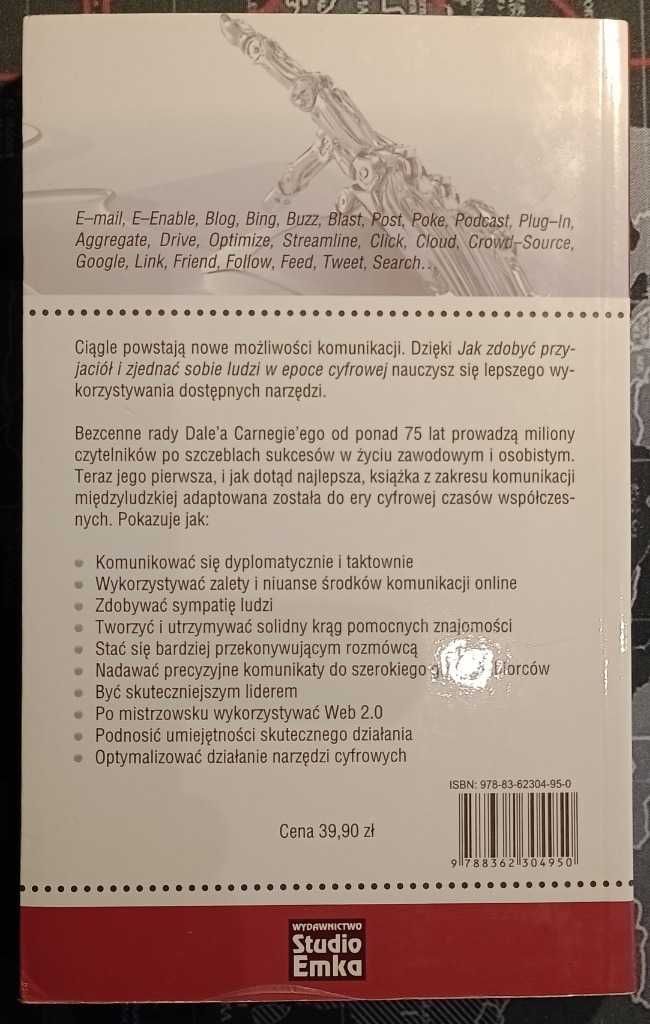 E–mail, E–Enable, Blog, Bing, Buzz, Blast, Post, Poke, Podcast, Plug–In,
Aggregate, Drive, Optimize, Streamline, Click, Cloud, Crowd–Source,
Google, Link, Friend, Follow, Feed, Tweet, Search…
Ciągle powstają nowe możliwości komunikacji. Dzięki Jak zdobyć przy-
jaciół i zjednać sobie ludzi w epoce cyfrowej nauczysz się lepszego wy-
korzystywania dostępnych narzędzi.
Bezcenne rady Dale'a Carnegie'ego od ponad 75 lat prowadzą miliony
czytelników po szczeblach sukcesów w życiu zawodowym i osobistym.
Teraz jego pierwsza, i jak dotąd najlepsza, książka z zakresu komunikacji
międzyludzkiej adaptowana została do ery cyfrowej czasów współczes-
nych. Pokazuje jak:
Komunikować się dyplomatycznie i taktownie
Wykorzystywać zalety i niuanse środków komunikacji online
Zdobywać sympatię ludzi
Tworzyć i utrzymywać solidny krąg pomocnych znajomości
Stać się bardziej przekonywującym rozmówcą
Nadawać precyzyjne komunikaty do szerokiego
Być skuteczniejszym liderem
Po mistrzowsku wykorzystywać Web 2.0
Podnosić umiejętności skutecznego działania
Optymalizować działanie narzędzi cyfrowych
ISBN: 978-83-62304-95-0
Cena 39,90 zł
9 788362 304950
WYDAWNICTWO
Studio
Emka